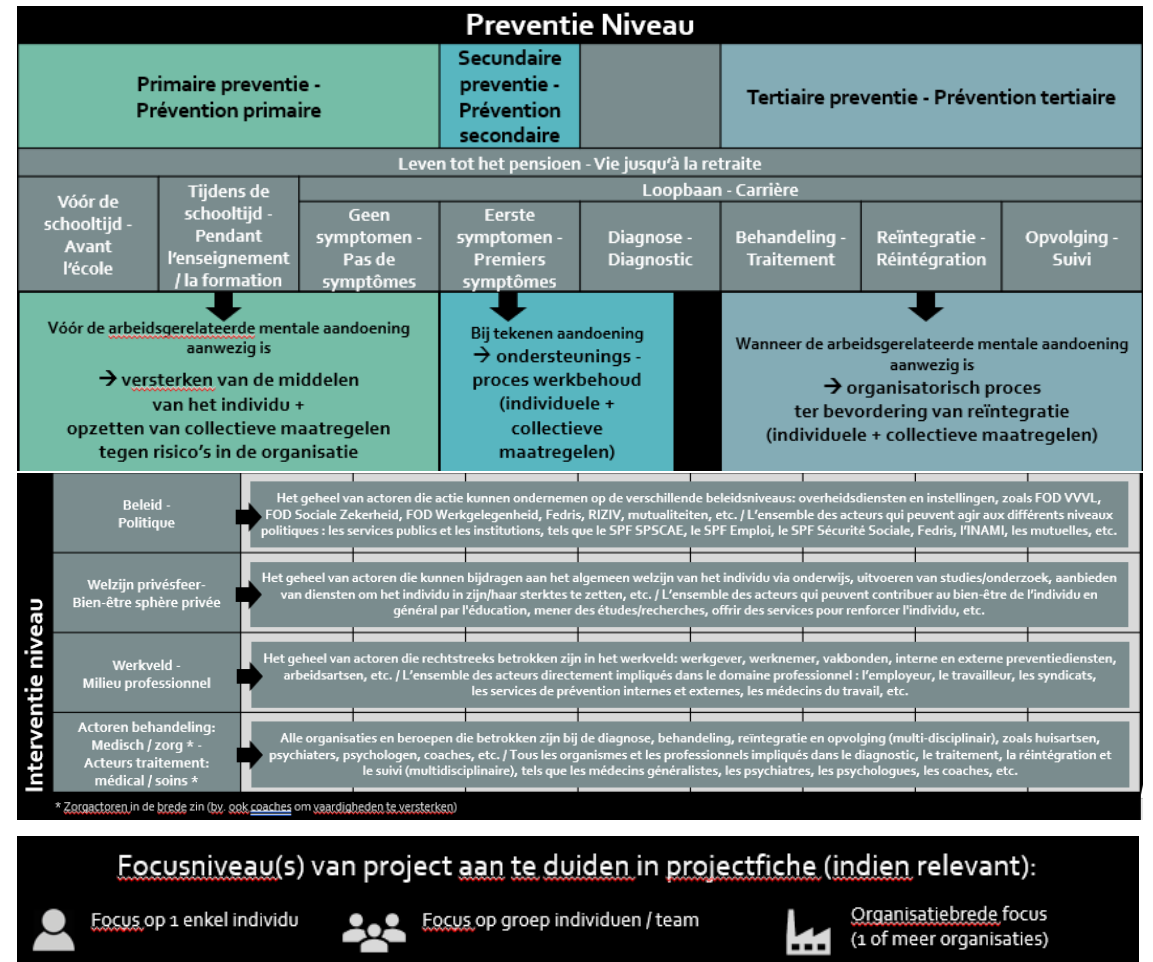 Preventie Niveau
Primaire preventie -
Prévention primaire
Secundaire
preventie -
Prévention
secondaire
Tertiaire preventie - Prévention tertiaire
Leven tot het pensioen - Vie jusqu'à la retraite
Vóór de
schooltijd -
Avant
l'école
Tijdens de
schooltijd -
Pendant
l'enseignement
/ la formation
Loopbaan - Carrière
Geen
symptomen -
Pas de
symptômes
Eerste
symptomen -
Premiers
symptômes
Diagnose -
Diagnostic
Behandeling -
Traitement
Reïntegratie -
Réintégration
Opvolging -
Suivi
Vóór de arbeidsgerelateerde mentale aandoening
aanwezig is
→ versterken van de middelen
van het individu +
opzetten van collectieve maatregelen
tegen risico's in de organisatie
Bij tekenen aandoening
→ ondersteunings -
proces werkbehoud
(individuele +
collectieve
maatregelen)
Wanneer de arbeidsgerelateerde mentale aandoening
aanwezig is
→ organisatorisch proces
ter bevordering van reïntegratie
(individuele + collectieve maatregelen)
Interventie niveau
Beleid -
Politique
Het geheel van actoren die actie kunnen ondernemen op de verschillende beleidsniveaus: overheidsdiensten en instellingen, zoals FOD VVVL,
FOD Sociale Zekerheid, FOD Werkgelegenheid, Fedris, RIZIV, mutualiteiten, etc. / L'ensemble des acteurs qui peuvent agir aux différents niveaux
politiques : les services publics et les institutions, tels que le SPF SPSCAE, le SPF Emploi, le SPF Sécurité Sociale, Fedris, l'INAMI, les mutuelles, etc.
Welzijn privésfeer-
Bien-être sphère privée
Het geheel van actoren die kunnen bijdragen aan het algemeen welzijn van het individu via onderwijs, uitvoeren van studies/onderzoek, aanbieden
van diensten om het individu in zijn/haar sterktes te zetten, etc. / L'ensemble des acteurs qui peuvent contribuer au bien-être de l'individu en
général par l'éducation, mener des études/recherches, offrir des services pour renforcer l'individu, etc.
Werkveld -
Milieu professionnel
Het geheel van actoren die rechtstreeks betrokken zijn in het werkveld: werkgever, werknemer, vakbonden, interne en externe preventiediensten,
arbeidsartsen, etc. / L'ensemble des acteurs directement impliqués dans le domaine professionnel : l'employeur, le travailleur, les syndicats,
les services de prévention internes et externes, les médecins du travail, etc.
Actoren behandeling:
Medisch / zorg * -
Acteurs traitement:
médical / soins *
Alle organisaties en beroepen die betrokken zijn bij de diagnose, behandeling, reïntegratie en opvolging (multi-disciplinair), zoals huisartsen,
psychiaters, psychologen, coaches, etc. / Tous les organismes et les professionnels impliqués dans le diagnostic, le traitement, la réintégration et
le suivi (multidisciplinaire), tels que les médecins généralistes, les psychiatres, les psychologues, les coaches, etc.
* Zorgactoren in de brede zin (bv. ook coaches om vaardigheden te versterken)
Focusniveau(s) van project aan te duiden in projectfiche (indien relevant):
Focus op 1 enkel individu
Focus op groep individuen / team
Organisatiebrede focus
(1 of meer organisaties)